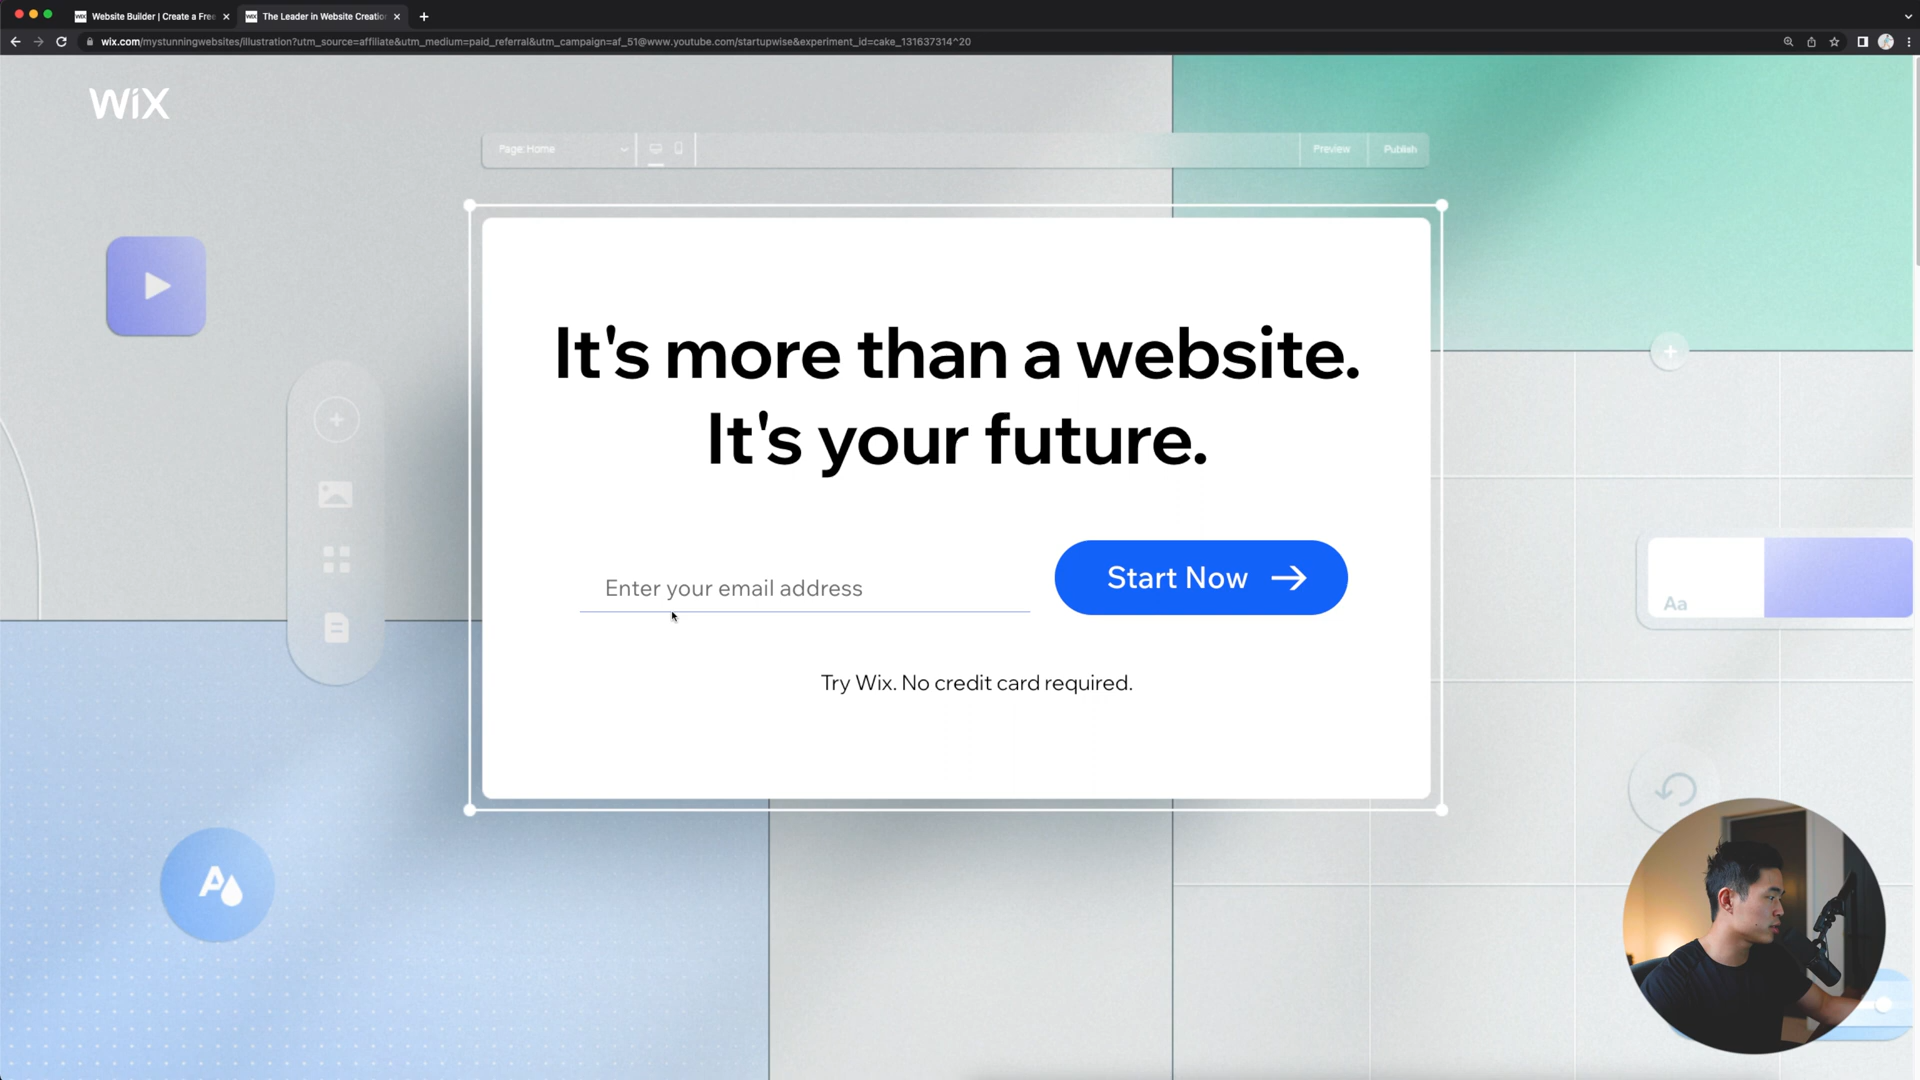 Website Builder | Create a Free
The Leader in Website Creation
wix.com/mystunningwebsites/illustration?utm_source=affiliate&utm_medium=paid_referral&utm_campaign=af_51@www.youtube.com/startupwise&experiment_id=cake_131637314^20
WiX
Page: Home
Preview
Publish
It's more than a website.
It's your future.
Enter your email address
Start Now
Aa
Try Wix. No credit card required.
A